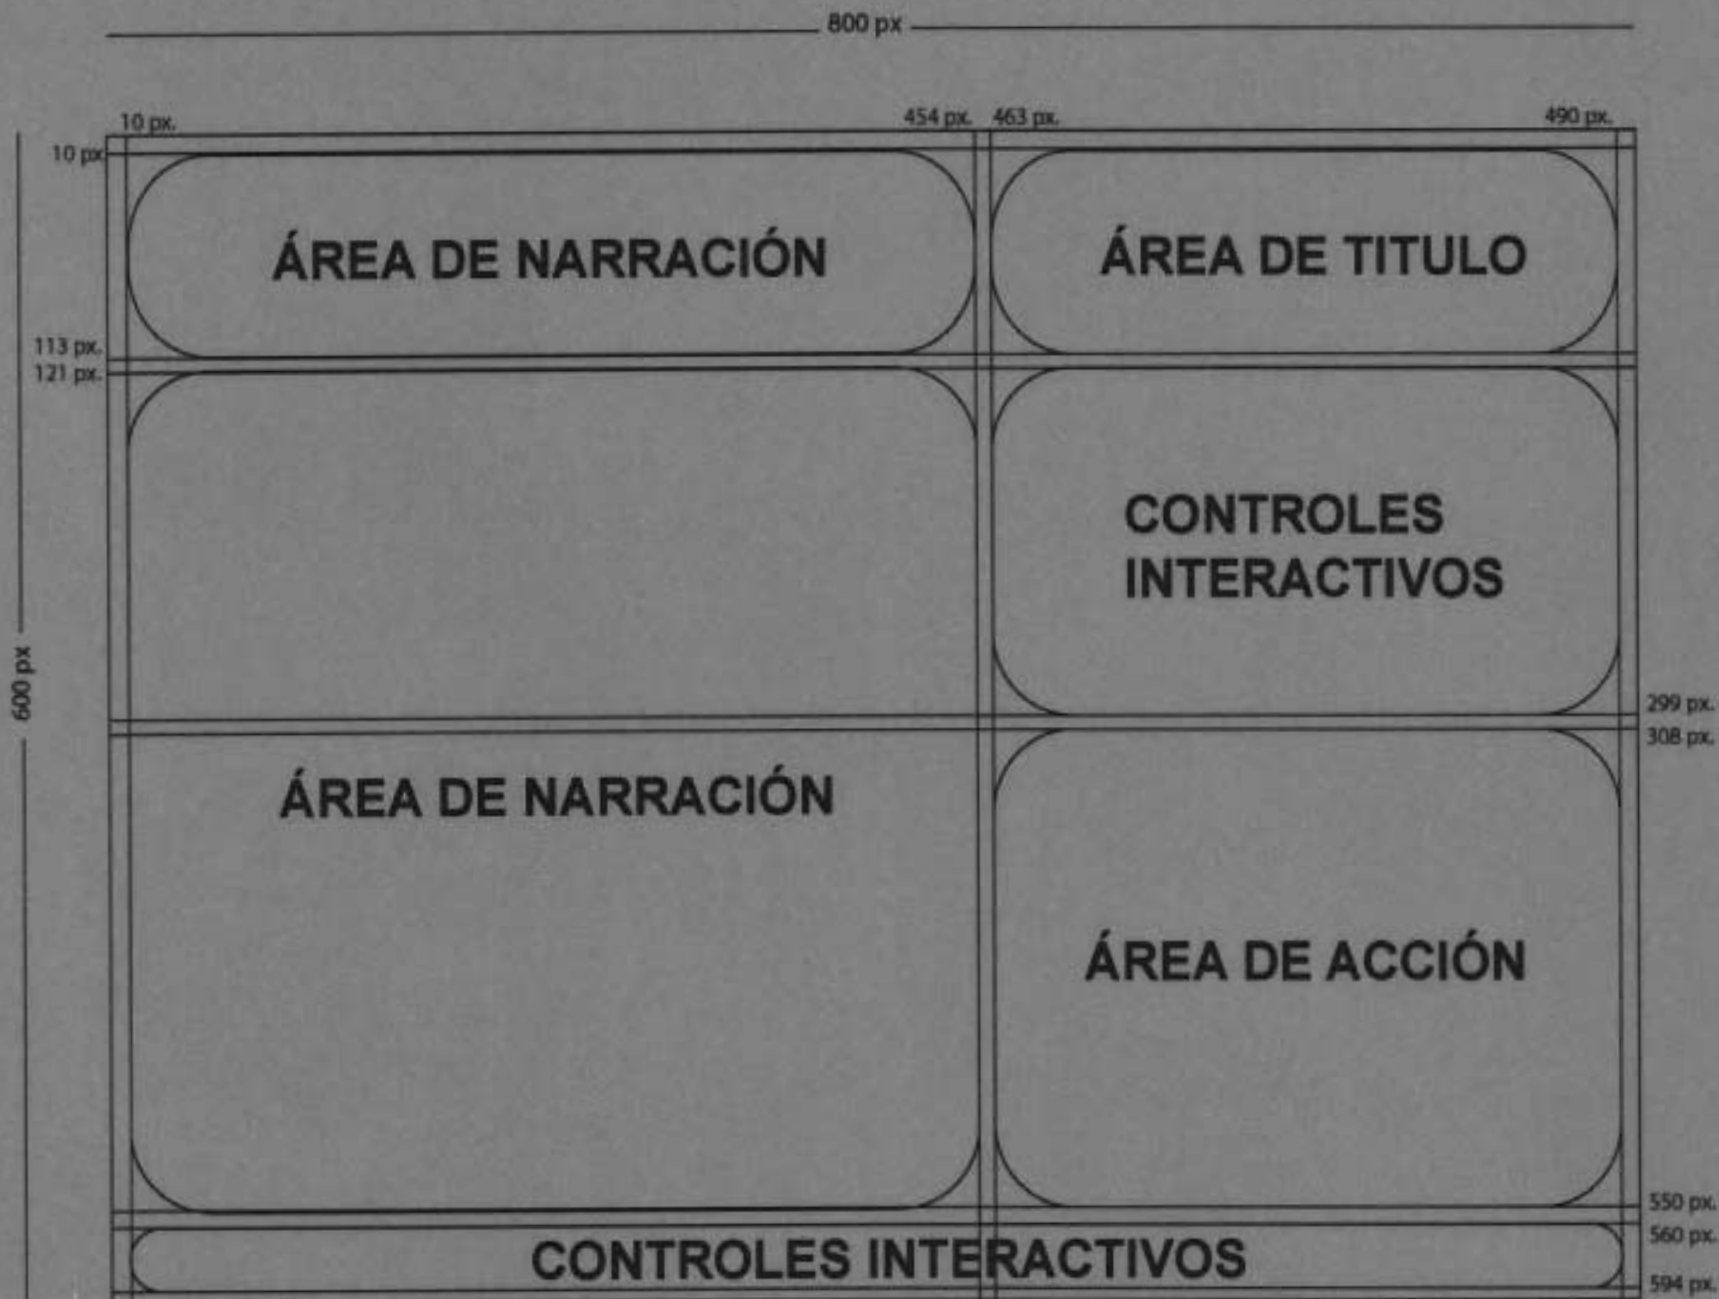 800 px
10 px.
454 px.
463 px.
490 px.
10 px
ÁREA DE NARRACIÓN
ÁREA DE TITULO
113 px.
121 px.
CONTROLES
INTERACTIVOS
600 px
299 px.
308 px.
ÁREA DE NARRACIÓN
ÁREA DE ACCIÓN
550 px.
560 px.
CONTROLES INTERACTIVOS
594 px.